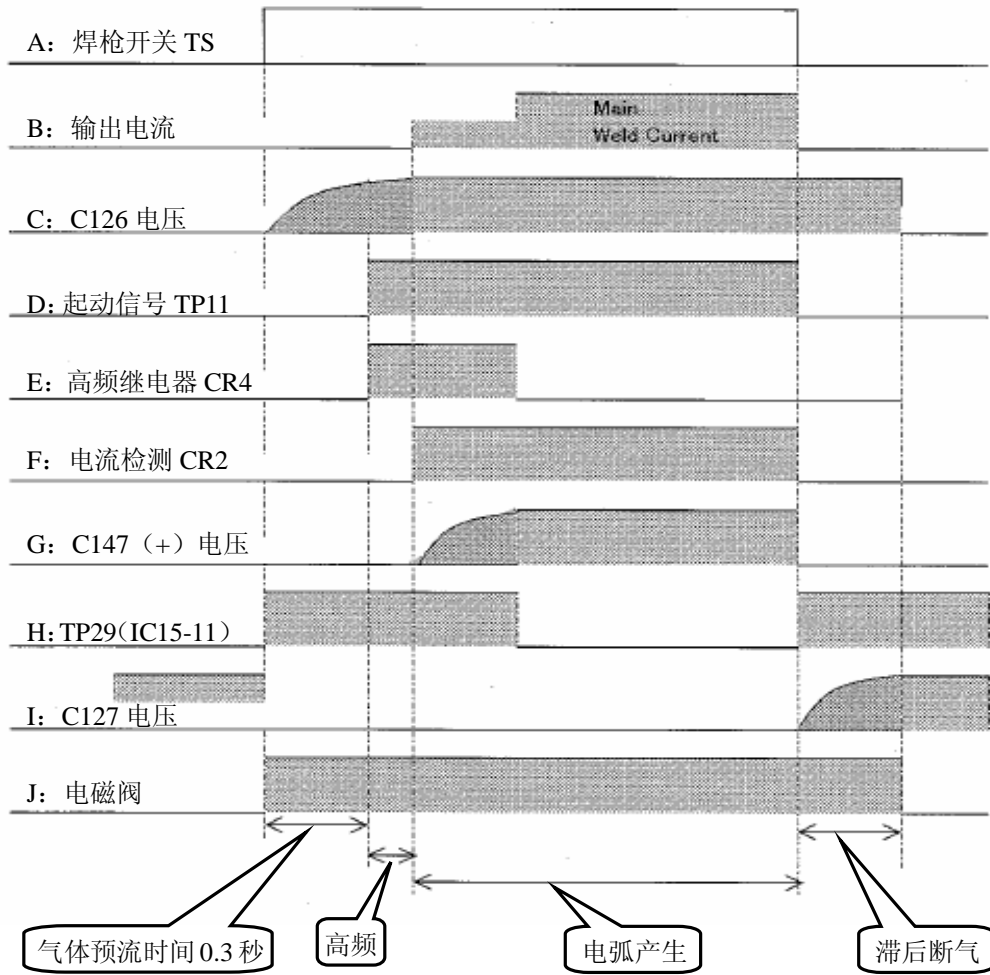 A：焊枪开关 TS
B：输出电流
Main
Weld Current
C：C126 电压
D：起动信号 TP11
E：高频继电器 CR4
F：电流检测 CR2
G：C147（+）电压
H：TP29（IC15-11）
I：C127 电压
J：电磁阀
气体预流时间 0.3 秒
高频
电弧产生
滞后断气